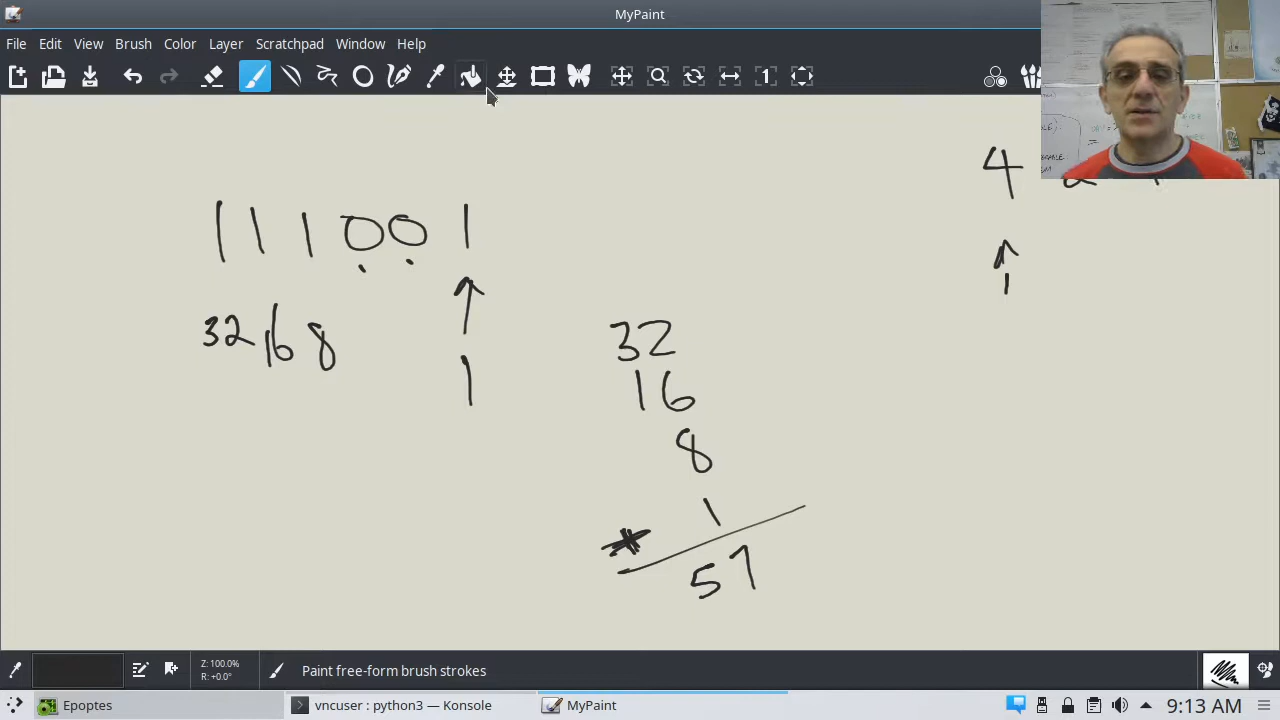 MyPaint
File Edit View Brush Color Layer Scratchpad Window Help
111001
4
32 16 8
1
1
32
16
8
1
57
Z: 100.0%
R: +0.0°
Paint free-form brush strokes
Epoptes
vncuser : python3 — Konsole
MyPaint
9:13 AM